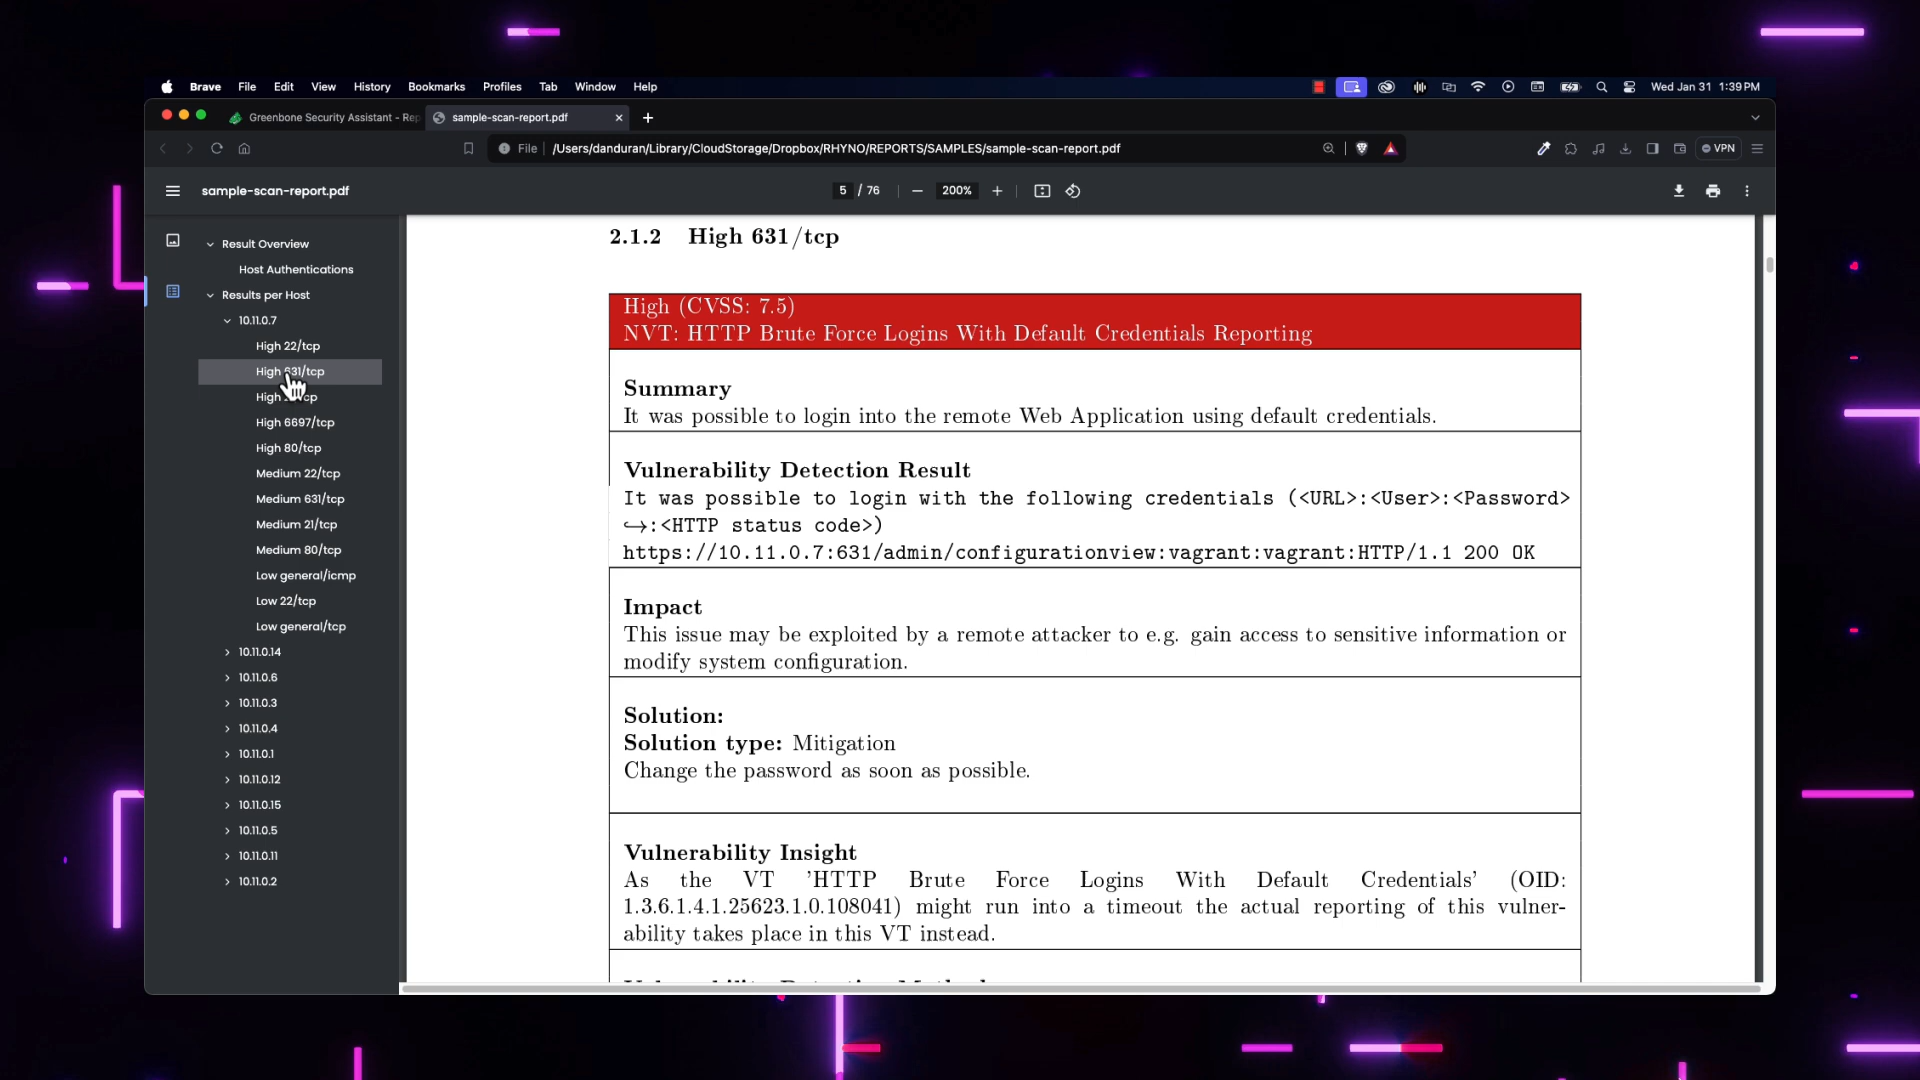 Brave File Edit View History Bookmarks Profiles Tab Window Help Wed Jan 31 1:39 PM
Greenbone Security Assistant - Rep sample-scan-report.pdf
File /Users/danduran/Library/CloudStorage/Dropbox/RHYNO/REPORTS/SAMPLES/sample-scan-report.pdf VPN
sample-scan-report.pdf 5 / 76 200%
Result Overview
Host Authentications
Results per Host
10.11.0.7
High 22/tcp
High 631/tcp
High
High 6697/tcp
High 80/tcp
Medium 22/tcp
Medium 631/tcp
Medium 21/tcp
Medium 80/tcp
Low general/icmp
Low 22/tcp
Low general/tcp
10.11.0.14
10.11.0.6
10.11.0.3
10.11.0.4
10.11.0.1
10.11.0.12
10.11.0.15
10.11.0.5
10.11.0.11
10.11.0.2
2.1.2 High 631/tcp
High (CVSS: 7.5)
NVT: HTTP Brute Force Logins With Default Credentials Reporting
Summary
It was possible to login into the remote Web Application using default credentials.
Vulnerability Detection Result
It was possible to login with the following credentials (<URL>:<User>:<Password>
↪:<HTTP status code>)
https://10.11.0.7:631/admin/configurationview:vagrant:vagrant:HTTP/1.1 200 OK
Impact
This issue may be exploited by a remote attacker to e.g. gain access to sensitive information or
modify system configuration.
Solution:
Solution type: Mitigation
Change the password as soon as possible.
Vulnerability Insight
As the VT 'HTTP Brute Force Logins With Default Credentials' (OID:
1.3.6.1.4.1.25623.1.0.108041) might run into a timeout the actual reporting of this vulner-
ability takes place in this VT instead.